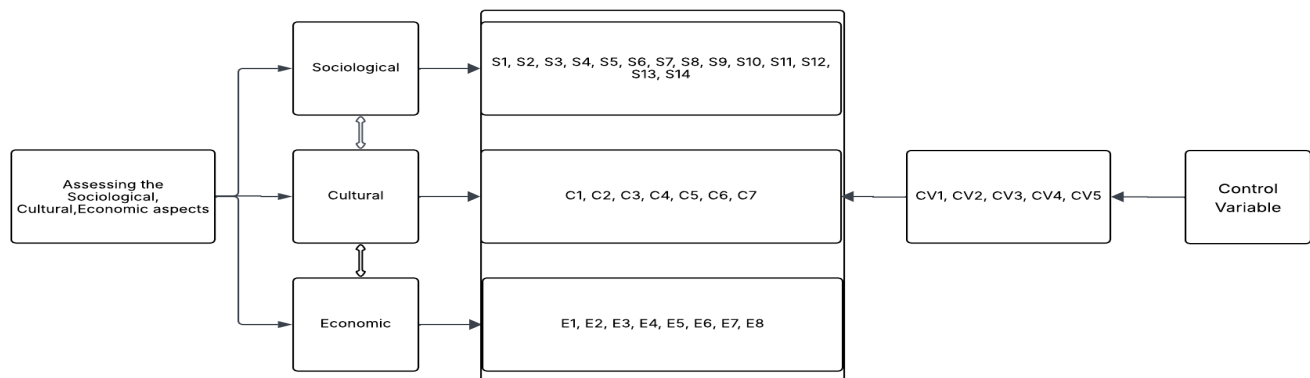 Assessing the
Sociological,
Cultural,Economic aspects
Sociological
Cultural
Economic
S1, S2, S3, S4, S5, S6, S7, S8, S9, S10, S11, S12,
S13, S14
C1, C2, C3, C4, C5, C6, C7
E1, E2, E3, E4, E5, E6, E7, E8
CV1, CV2, CV3, CV4, CV5
Control
Variable